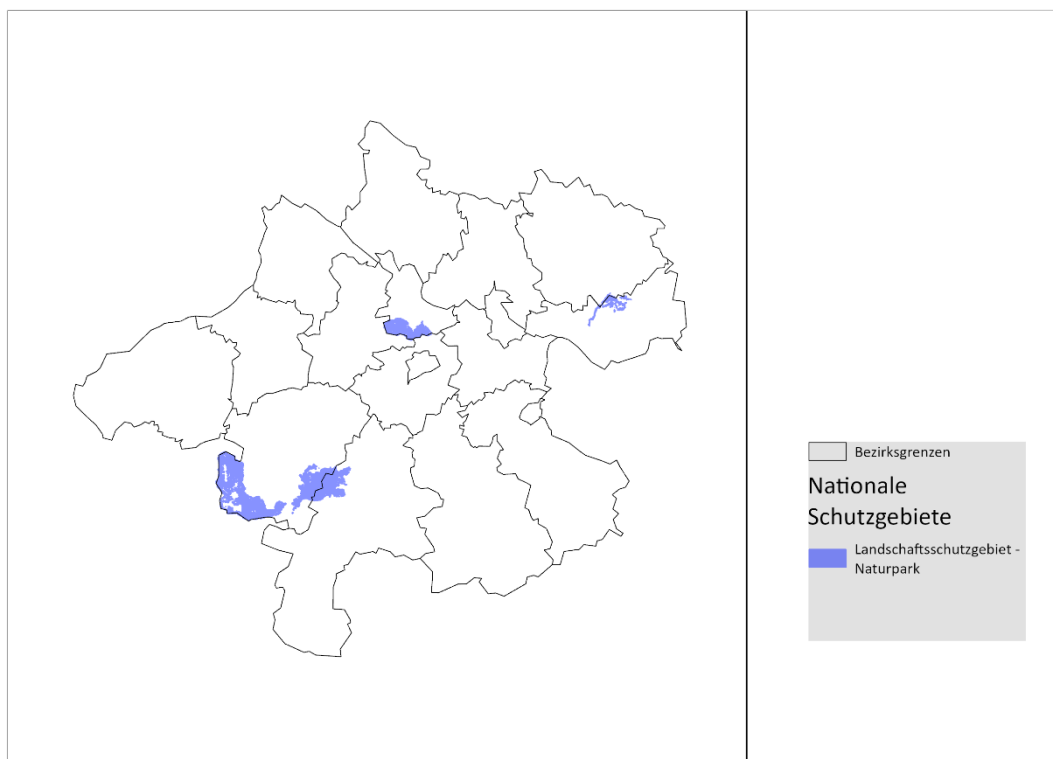 Bezirksgrenzen
Nationale
Schutzgebiete
Landschaftsschutzgebiet -
Naturpark